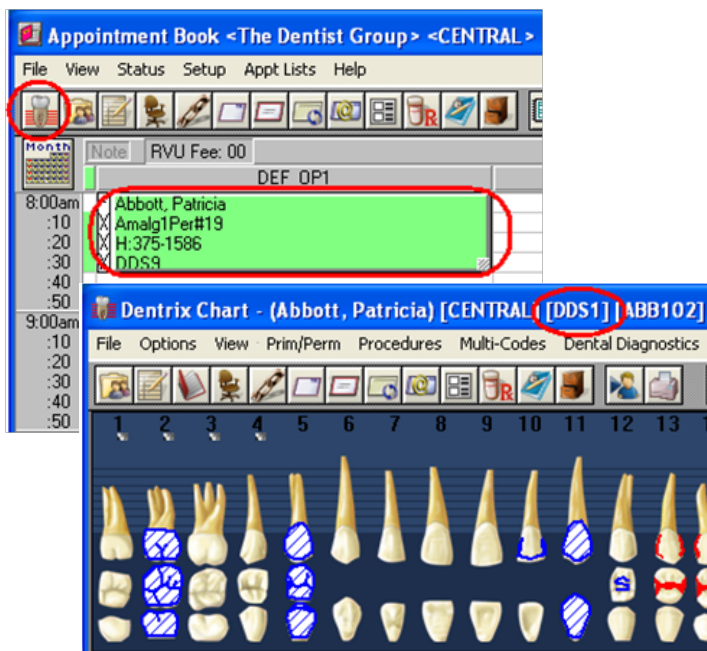 Appointment Book <The Dentist Group> <CENTRAL>
File View Status Setup Appt Lists Help
R
Month
Note RVU Fee: 00
DEF OP1
8:00am
:10
:20
:30
:40
:50
9:00am
:10
:20
:30
:40
:50
Abbott, Patricia
X Amalg1Per#19
X H:375-1586
DDS9
Dentrix Chart - (Abbott, Patricia) [CENTRAL] [DDS1] [ABB102]
File Options View Prim/Perm Procedures Multi-Codes Dental Diagnostics
R
1 2 3 4 5 6 7 8 9 10 11 12 13
S